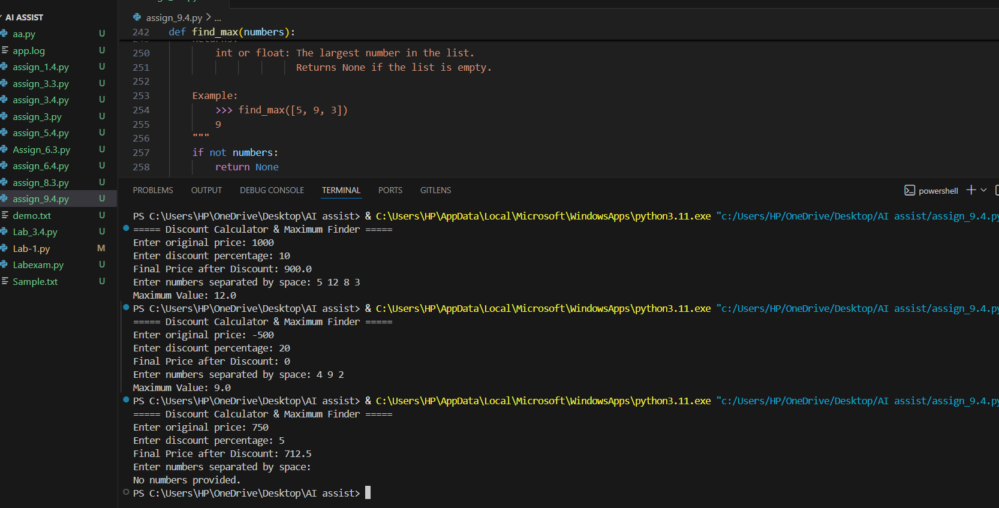 AI ASSIST
aa.py U
app.log U
assign_1.4.py U
assign_3.3.py U
assign_3.4.py U
assign_3.py U
assign_5.4.py U
Assign_6.3.py U
assign_6.4.py U
assign_8.3.py U
assign_9.4.py U
demo.txt U
Lab_3.4.py U
Lab-1.py M
Labexam.py U
Sample.txt U
assign_9.4.py > ...
242 def find_max(numbers):
250 int or float: The largest number in the list.
251 Returns None if the list is empty.
252
253 Example:
254 >>> find_max([5, 9, 3])
255 9
256 """
257 if not numbers:
258 return None
PROBLEMS OUTPUT DEBUG CONSOLE TERMINAL PORTS GITLENS powershell
PS C:\Users\HP\OneDrive\Desktop\AI assist> & C:\Users\HP\AppData\Local\Microsoft\WindowsApps\python3.11.exe "c:/Users/HP/OneDrive/Desktop/AI assist/assign_9.4.py
===== Discount Calculator & Maximum Finder =====
Enter original price: 1000
Enter discount percentage: 10
Final Price after Discount: 900.0
Enter numbers separated by space: 5 12 8 3
Maximum Value: 12.0
PS C:\Users\HP\OneDrive\Desktop\AI assist> & C:\Users\HP\AppData\Local\Microsoft\WindowsApps\python3.11.exe "c:/Users/HP/OneDrive/Desktop/AI assist/assign_9.4.py
===== Discount Calculator & Maximum Finder =====
Enter original price: -500
Enter discount percentage: 20
Final Price after Discount: 0
Enter numbers separated by space: 4 9 2
Maximum Value: 9.0
PS C:\Users\HP\OneDrive\Desktop\AI assist> & C:\Users\HP\AppData\Local\Microsoft\WindowsApps\python3.11.exe "c:/Users/HP/OneDrive/Desktop/AI assist/assign_9.4.py
===== Discount Calculator & Maximum Finder =====
Enter original price: 750
Enter discount percentage: 5
Final Price after Discount: 712.5
Enter numbers separated by space:
No numbers provided.
PS C:\Users\HP\OneDrive\Desktop\AI assist>